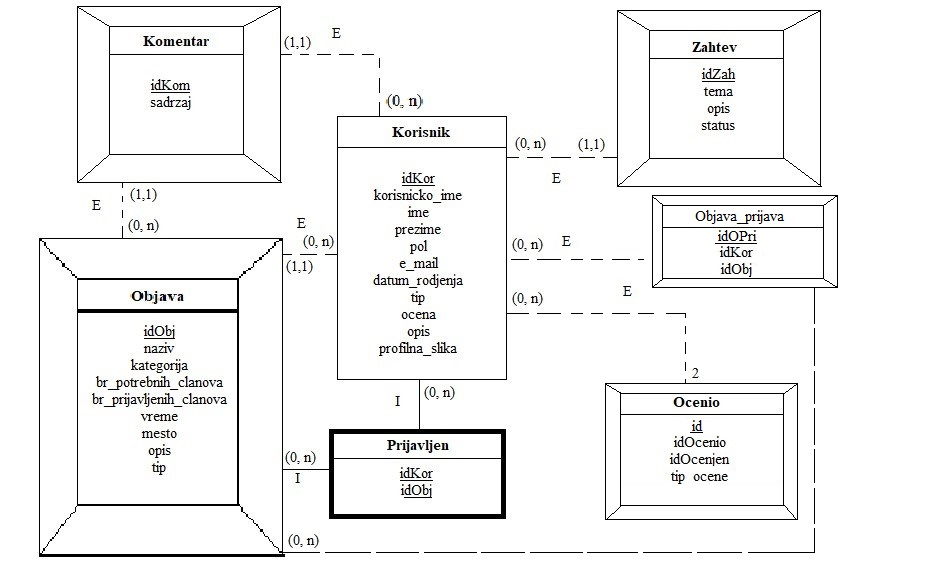 Komentar
idKom
sadrzaj
(1,1)
E
(0, n)
Zahtev
idZah
tema
opis
status
Korisnik
idKor
korisnicko_ime
ime
prezime
pol
e_mail
datum_rodjenja
tip
ocena
opis
profilna_slika
(0, n)
(1,1)
E
(1,1)
E
(0, n)
E
(0, n)
(1,1)
(0, n)
E
Objava_prijava
idOPri
idKor
idObj
(0, n)
E
2
Objava
idObj
naziv
kategorija
br_potrebnih_clanova
br_prijavljenih_clanova
vreme
mesto
opis
tip
(0, n)
I
Prijavljen
idKor
idObj
(0, n)
I
Ocenio
id
idOcenio
idOcenjen
tip_ocene
(0, n)